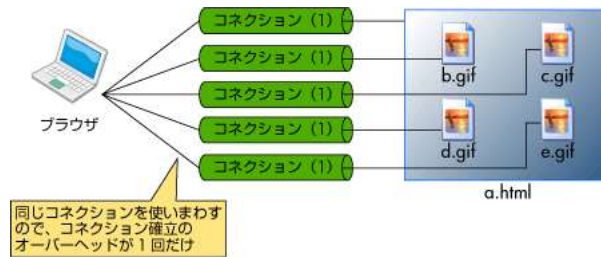 コネクション（1）
コネクション（1）
b.gif
c.gif
コネクション（1）
ブラウザ
コネクション（1）
d.gif
e.gif
コネクション（1）
a.html
同じコネクションを使いまわす
ので、コネクション確立の
オーバーヘッドが1回だけ